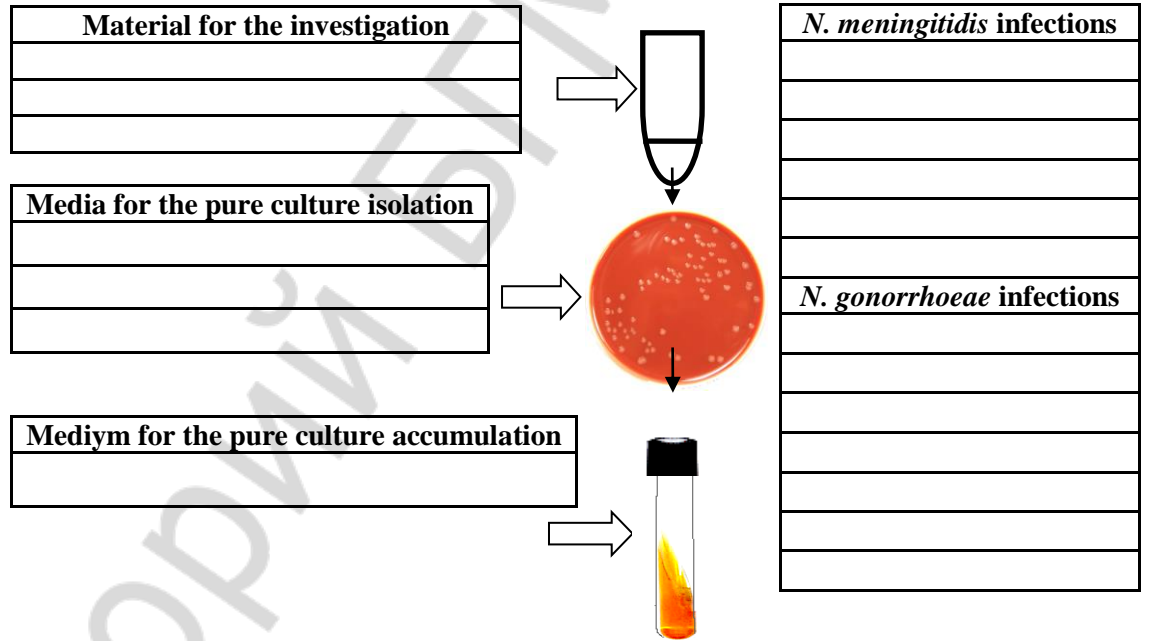 Material for the investigation
Media for the pure culture isolation
Mediym for the pure culture accumulation
N. meningitidis infections
N. gonorrhoeae infections